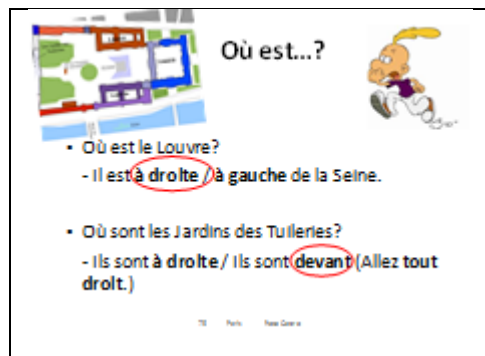 Où est...?
• Où est le Louvre?
- Il est à droite / à gauche de la Seine.
• Où sont les Jardins des Tuileries?
- Ils sont à droite/ Ils sont devant (Allez tout
droit.)
Paris